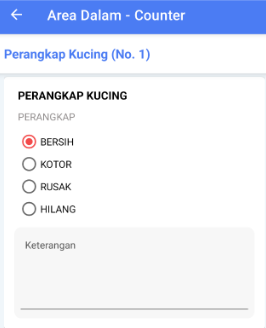 Area Dalam - Counter
Perangkap Kucing (No. 1)
PERANGKAP KUCING
PERANGKAP
BERSIH
KOTOR
RUSAK
HILANG
Keterangan